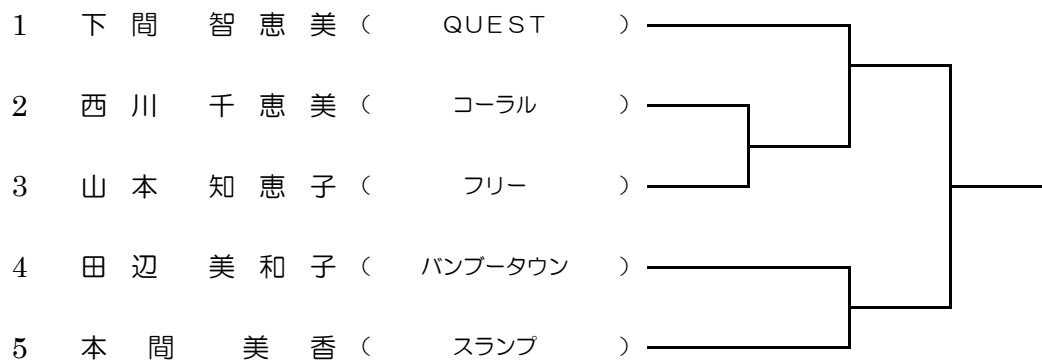 1 下間 智恵美（ QUEST ）
2 西川 千恵美（ コーラル ）
3 山本 知恵子（ フリー ）
4 田辺 美和子（ バンブータウン ）
5 本間 美香（ スランプ ）